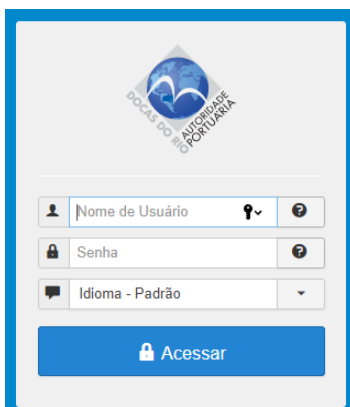 DOCAS DO RIO
AUTORIDADE
PORTUÁRIA
Nome de Usuário
Senha
Idioma - Padrão
Acessar